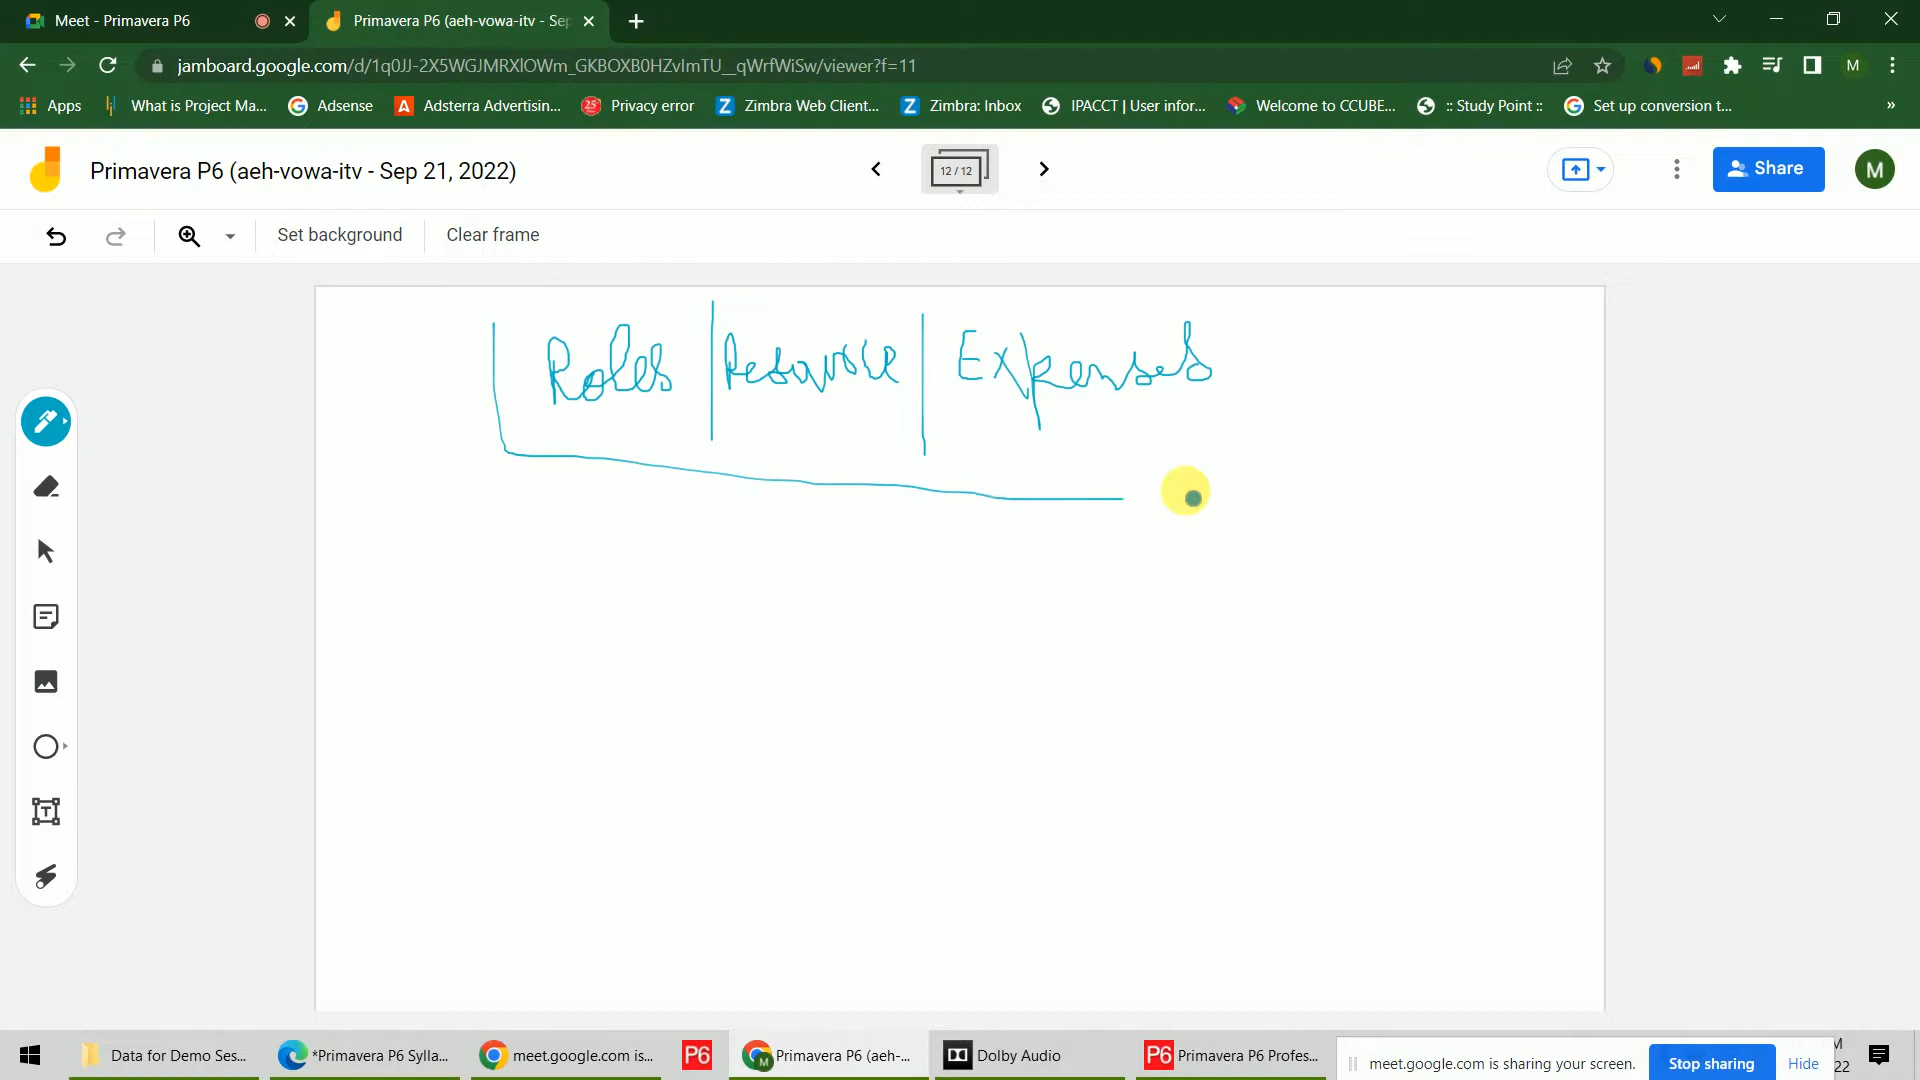 Meet - Primavera P6
Primavera P6 (aeh-vowa-itv - Sep
jamboard.google.com/d/1q0JJ-2X5WGJMRXlOWm_GKBOXB0HZvImTU__qWrfWiSw/viewer?f=11
M
Apps What is Project Ma... Adsense Adsterra Advertisin... Privacy error Zimbra Web Client... Zimbra: Inbox IPACCT | User infor... Welcome to CCUBE... :: Study Point :: Set up conversion t... »
Primavera P6 (aeh-vowa-itv - Sep 21, 2022)
12 / 12
Share
M
Set background Clear frame
Roles Resource Expenses
Data for Demo Ses... *Primavera P6 Sylla... meet.google.com is... P6 Primavera P6 (aeh-... Dolby Audio P6 Primavera P6 Profes...
meet.google.com is sharing your screen. Stop sharing Hide